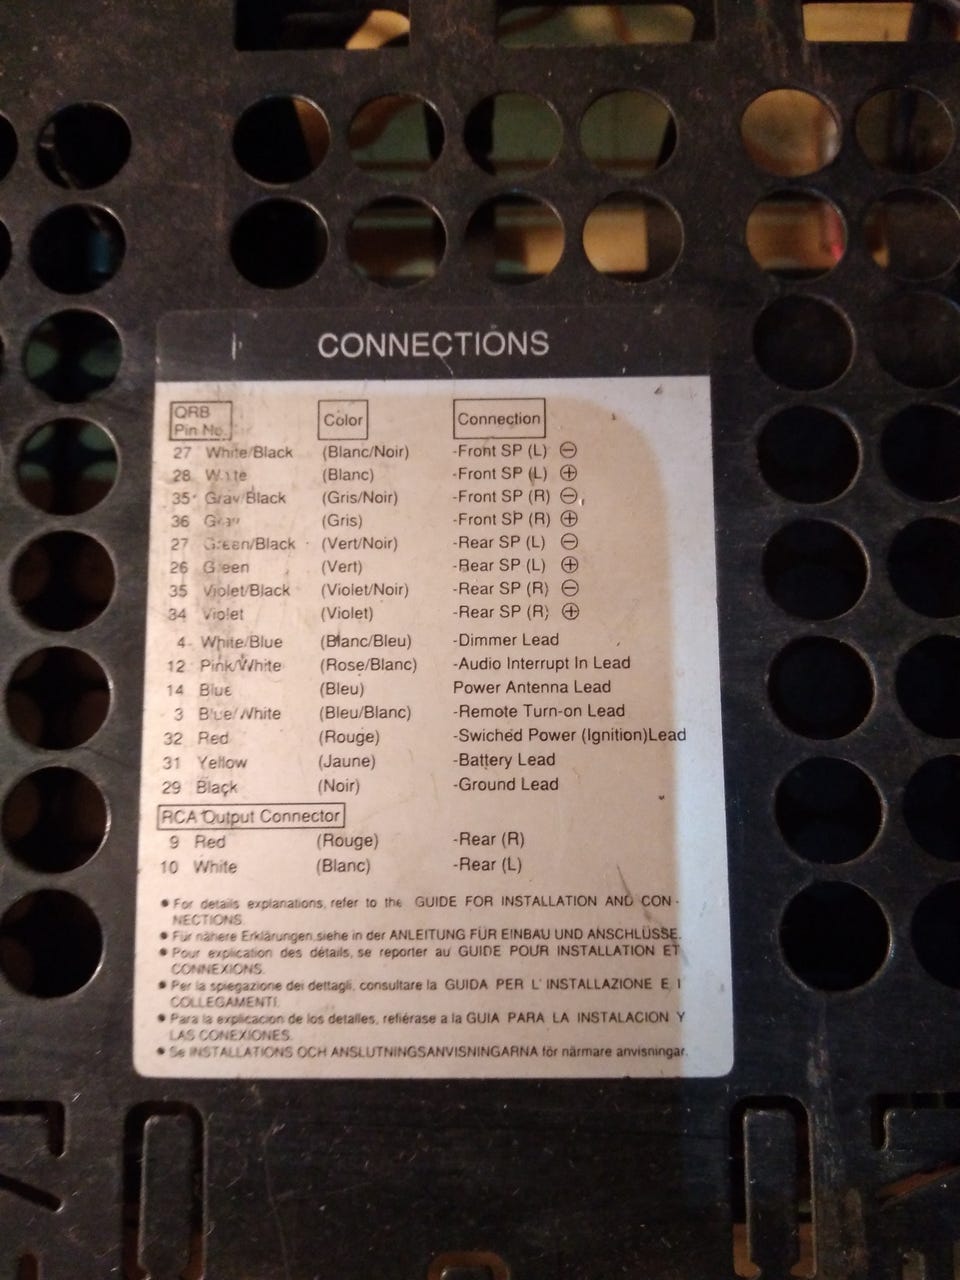 CONNECTIONS
QRB Pin No. Color Connection
27 White/Black (Blanc/Noir) -Front SP (L) ⊖
28 White (Blanc) -Front SP (L) ⊕
35 Gray/Black (Gris/Noir) -Front SP (R) ⊖
36 Gray (Gris) -Front SP (R) ⊕
27 Green/Black (Vert/Noir) -Rear SP (L) ⊖
26 Green (Vert) -Rear SP (L) ⊕
35 Violet/Black (Violet/Noir) -Rear SP (R) ⊖
34 Violet (Violet) -Rear SP (R) ⊕
4 White/Blue (Blanc/Bleu) -Dimmer Lead
12 Pink/White (Rose/Blanc) -Audio Interrupt In Lead
14 Blue (Bleu) Power Antenna Lead
3 Blue/White (Bleu/Blanc) -Remote Turn-on Lead
32 Red (Rouge) -Swiched Power (Ignition)Lead
31 Yellow (Jaune) -Battery Lead
29 Black (Noir) -Ground Lead
RCA Output Connector
9 Red (Rouge) -Rear (R)
10 White (Blanc) -Rear (L)
● For details explanations, refer to the GUIDE FOR INSTALLATION AND CON-
NECTIONS.
● Für nähere Erklärungen siehe in der ANLEITUNG FÜR EINBAU UND ANSCHLÜSSE.
● Pour explication des détails, se reporter au GUIDE POUR INSTALLATION ET
CONNEXIONS.
● Per la spiegazione dei dettagli, consultare la GUIDA PER L'INSTALLAZIONE E I
COLLEGAMENTI.
● Para la explicacion de los detalles, refiérase a la GUIA PARA LA INSTALACION Y
LAS CONEXIONES.
● Se INSTALLATIONS OCH ANSLUTNINGSANVISNINGARNA för närmare anvisningar.